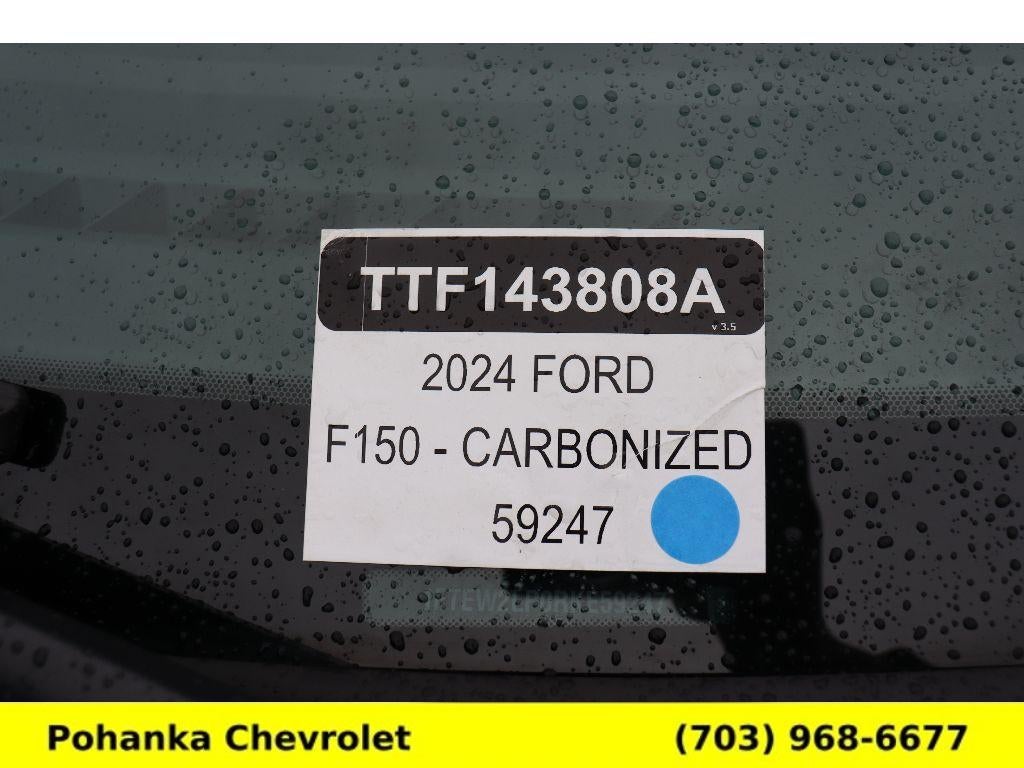 TTF143808A
v 3.5
2024 FORD
F150 - CARBONIZED
59247
Pohanka Chevrolet
(703) 968-6677